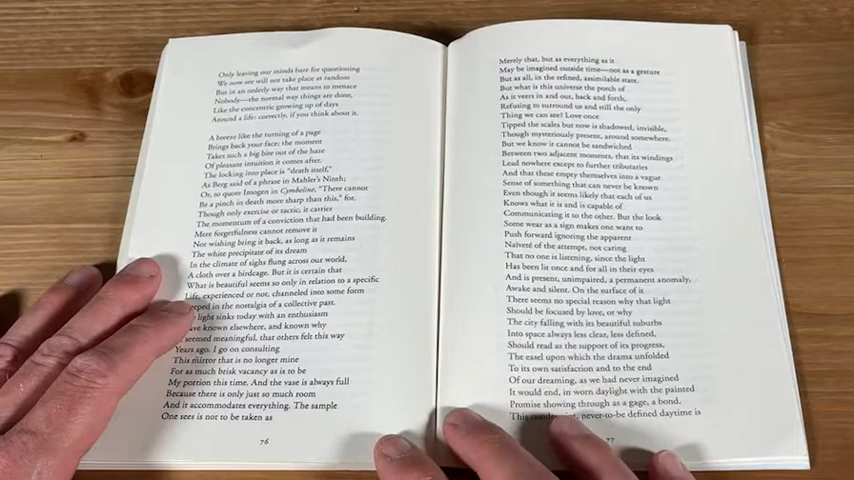 Only leaving our minds bare for questioning
We now see will not take place at random
But in an orderly way that means to menace
Nobody—the normal way things are done,
Like the concentric growing up of days
Around a life: correctly, if you think about it.
A breeze like the turning of a page
Brings back your face: the moment
Takes such a big bite out of the haze
Of pleasant intuition it comes after.
The locking into place is "death itself,"
As Berg said of a phrase in Mahler's Ninth;
Or, to quote Imogen in Cymbeline, "There cannot
Be a pinch in death more sharp than this," for,
Though only exercise or tactic, it carries
The momentum of a conviction that had been building.
Mere forgetfulness cannot remove it
Nor wishing bring it back, as long as it remains
The white precipitate of its dream
In the climate of sighs flung across our world,
A cloth over a birdcage. But it is certain that
What is beautiful seems so only in relation to a specific
Life, experienced or not, channeled into some form
eeped in the nostalgia of a collective past.
light sinks today with an enthusiasm
ave known elsewhere, and known why
seemed meaningful, that others felt this way
Years ago. I go on consulting
This mirror that is no longer mine
For as much brisk vacancy as is to be
My portion this time. And the vase is always full
Because there is only just so much room
And it accommodates everything. The sample
One sees is not to be taken as
76
Merely that, but as everything as it
May be imagined outside time—not as a gesture
But as all, in the refined, assimilable state.
But what is this universe the porch of
As it veers in and out, back and forth,
Refusing to surround us and still the only
Thing we can see? Love once
Tipped the scales but now is shadowed, invisible,
Though mysteriously present, around somewhere.
But we know it cannot be sandwiched
Between two adjacent moments, that its windings
Lead nowhere except to further tributaries
And that these empty themselves into a vague
Sense of something that can never be known
Even though it seems likely that each of us
Knows what it is and is capable of
Communicating it to the other. But the look
Some wear as a sign makes one want to
Push forward ignoring the apparent
Naïveté of the attempt, not caring
That no one is listening, since the light
Has been lit once and for all in their eyes
And is present, unimpaired, a permanent anomaly,
Awake and silent. On the surface of it
There seems no special reason why that light
Should be focused by love, or why
The city falling with its beautiful suburbs
Into space always less clear, less defined,
Should read as the support of its progress,
The easel upon which the drama unfolded
To its own satisfaction and to the end
Of our dreaming, as we had never imagined
It would end, in worn daylight with the painted
Promise showing through as a gage, a bond.
This never-to-be defined daytime is
77